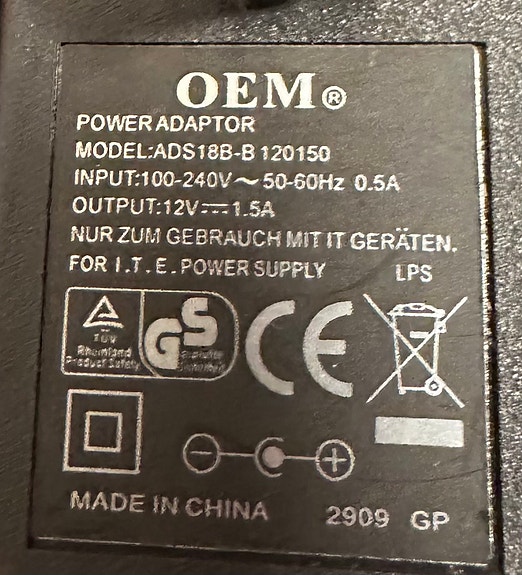 OEM®
POWER ADAPTOR
MODEL:ADS18B-B 120150
INPUT:100-240V～50-60Hz 0.5A
OUTPUT:12V⎓1.5A
NUR ZUM GEBRAUCH MIT IT GERÄTEN.
FOR I.T.E. POWER SUPPLY LPS
TÜV
Rheinland
Product Safety
GS
geprüfte
Sicherheit
CE
MADE IN CHINA 2909 GP